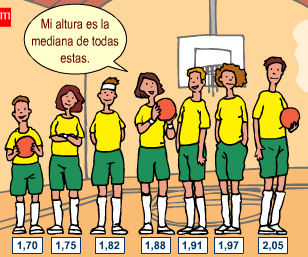 m
Mi altura es la
mediana de todas
estas.
1,70 1,75 1,82 1,88 1,91 1,97 2,05